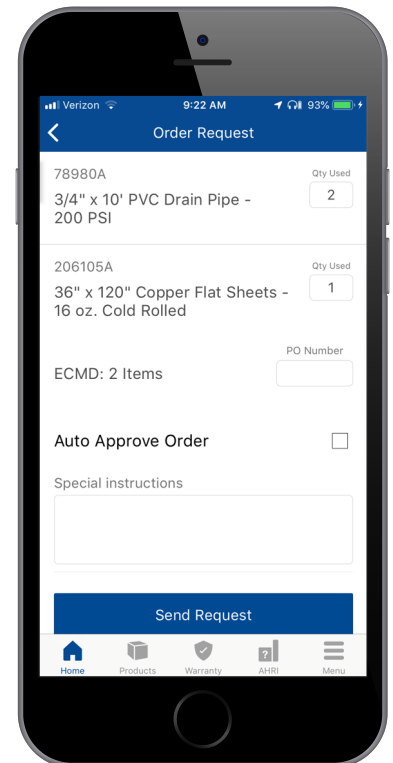 Verizon 9:22 AM 93%
Order Request
78980A Qty Used
3/4" x 10' PVC Drain Pipe - 2
200 PSI
206105A Qty Used
36" x 120" Copper Flat Sheets - 1
16 oz. Cold Rolled
PO Number
ECMD: 2 Items
Auto Approve Order
Special instructions
Send Request
Home Products Warranty AHRI Menu